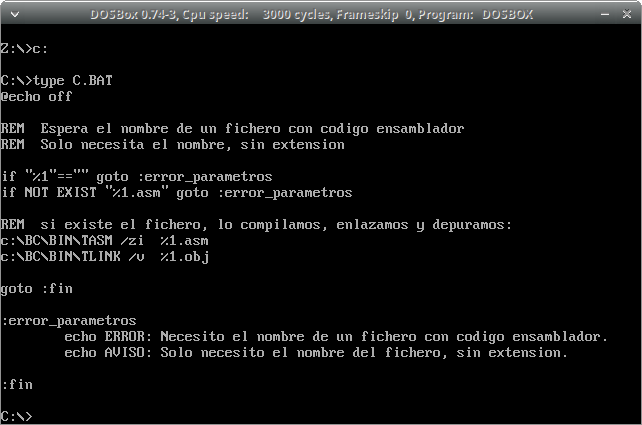 DOSBox 0.74-3, Cpu speed:    3000 cycles, Frameskip  0, Program:   DOSBOX
Z:\>c:
C:\>type C.BAT
@echo off
REM  Espera el nombre de un fichero con codigo ensamblador
REM  Solo necesita el nombre, sin extension
if "%1"=="" goto :error_parametros
if NOT EXIST "%1.asm" goto :error_parametros
REM  si existe el fichero, lo compilamos, enlazamos y depuramos:
c:\BC\BIN\TASM /zi  %1.asm
c:\BC\BIN\TLINK /v  %1.obj
goto :fin
:error_parametros
        echo ERROR: Necesito el nombre de un fichero con codigo ensamblador.
        echo AVISO: Solo necesito el nombre del fichero, sin extension.
:fin
C:\>